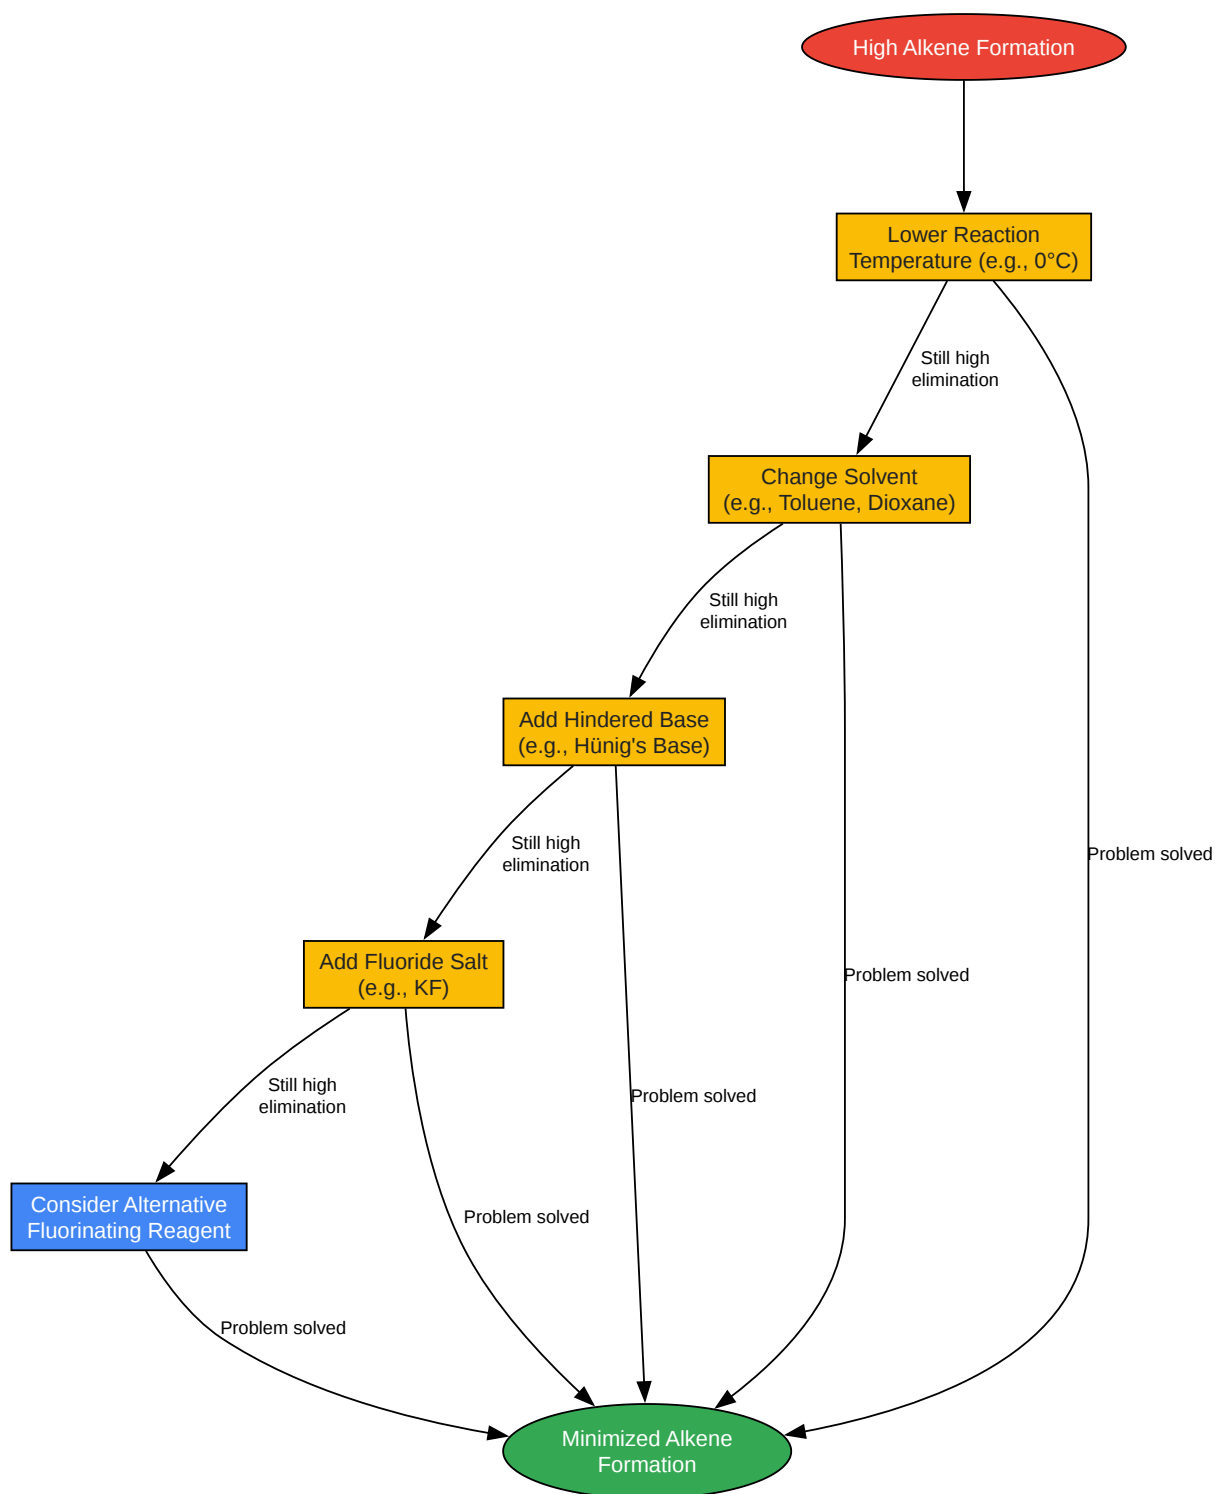 High Alkene Formation
Lower Reaction
Temperature (e.g., 0°C)
Still high
elimination
Change Solvent
(e.g., Toluene, Dioxane)
Still high
elimination
Add Hindered Base
(e.g., Hünig's Base)
Still high
elimination
Problem solved
Add Fluoride Salt
(e.g., KF)
Problem solved
Still high
elimination
Problem solved
Consider Alternative
Fluorinating Reagent
Problem solved
Problem solved
Minimized Alkene
Formation